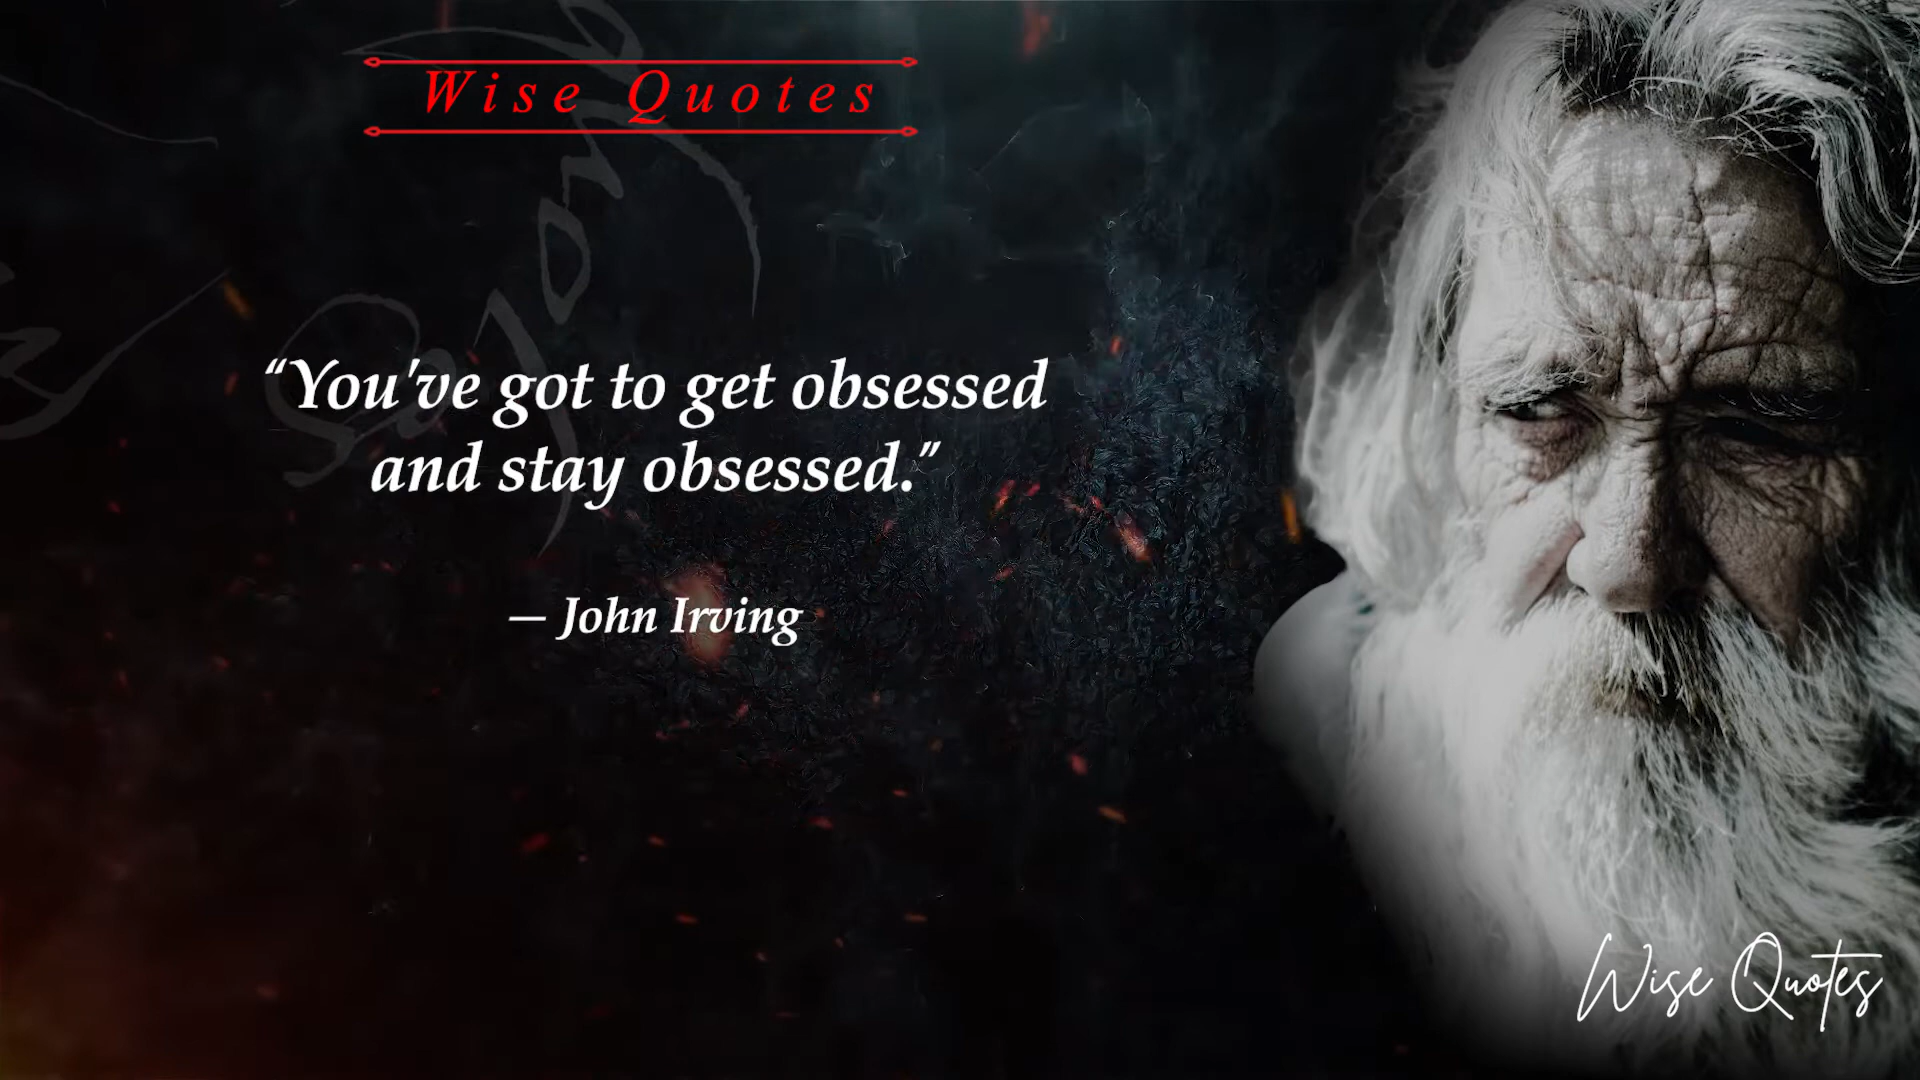 Wise Quotes
“You've got to get obsessed
and stay obsessed.”
— John Irving
Wise Quotes